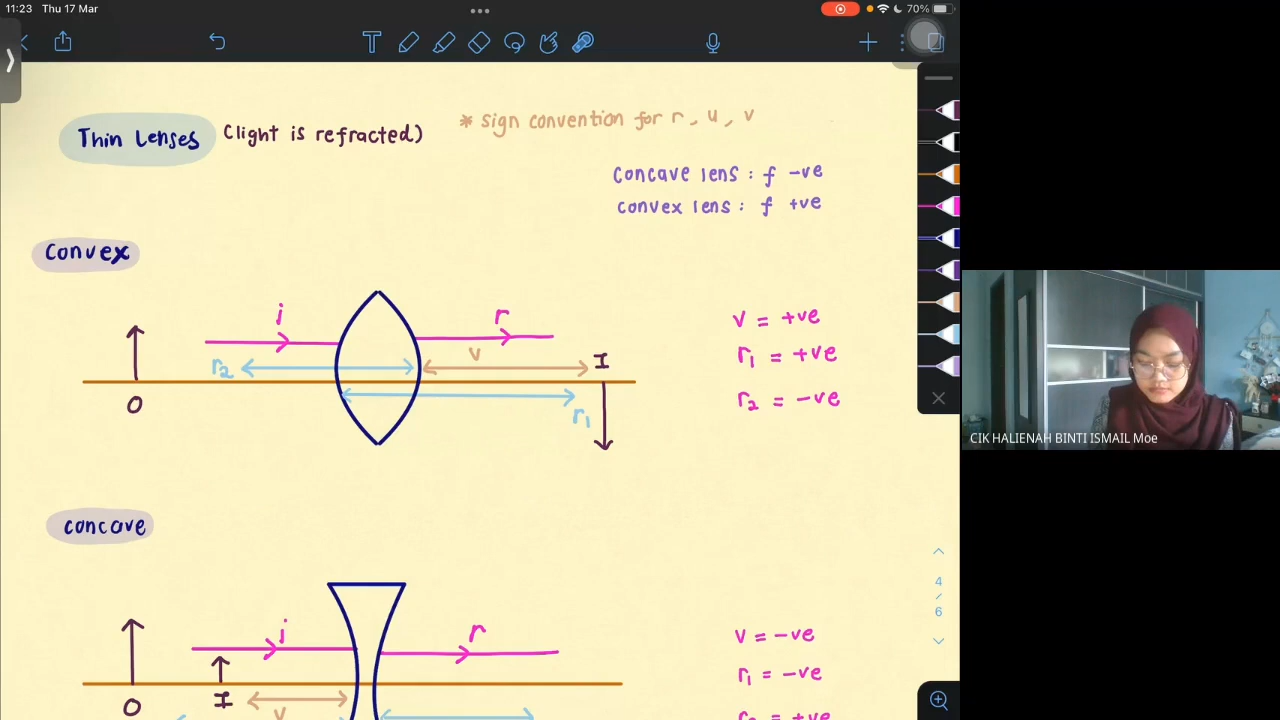 11:23 Thu 17 Mar
70%
Thin Lenses (light is refracted)
* sign convention for r, u, v
concave lens : f -ve
convex lens : f +ve
Convex
i
r
v = +ve
v
r₂
I
r₁ = +ve
O
r₂ = -ve
r₁
CIK HALIENAH BINTI ISMAIL Moe
concave
4
/
6
i
r
v = -ve
r₁ = -ve
O
I
v
r₂ = +ve